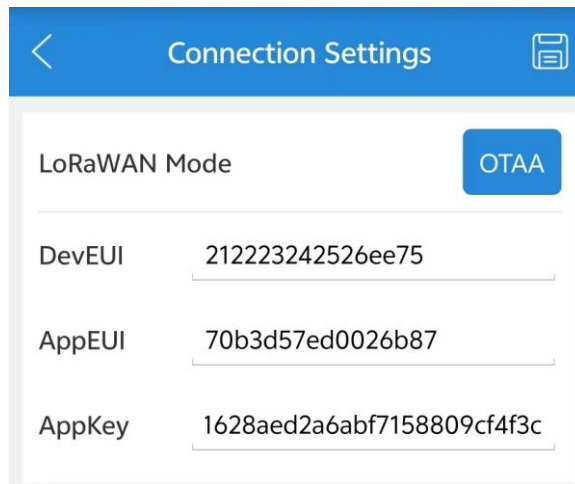 Connection Settings
LoRaWAN Mode OTAA
DevEUI 212223242526ee75
AppEUI 70b3d57ed0026b87
AppKey 1628aed2a6abf7158809cf4f3c